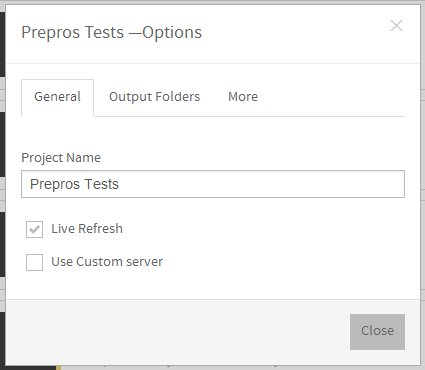 Prepros Tests —Options
General
Output Folders
More
Project Name
Prepros Tests
Live Refresh
Use Custom server
Close